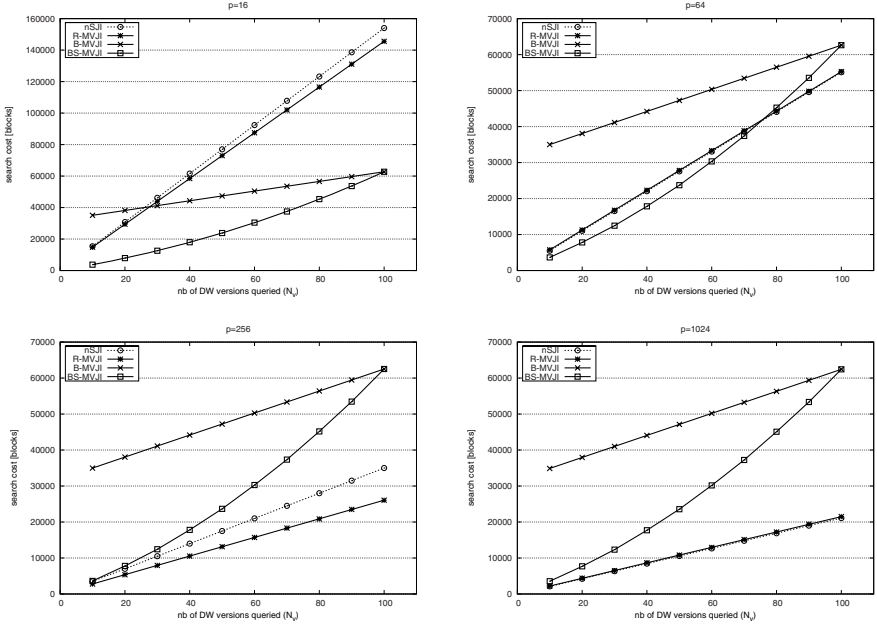 p=16
160000
140000
120000
100000
80000
60000
40000
20000
0
search cost [blocks]
nSJI
R-MVJI
B-MVJI
BS-MVJI
0 20 40 60 80 100
nb of DW versions queried (Nv)
p=64
70000
60000
50000
40000
30000
20000
10000
0
search cost [blocks]
nSJI
R-MVJI
B-MVJI
BS-MVJI
0 20 40 60 80 100
nb of DW versions queried (Nv)
p=256
70000
60000
50000
40000
30000
20000
10000
0
search cost [blocks]
nSJI
R-MVJI
B-MVJI
BS-MVJI
0 20 40 60 80 100
nb of DW versions queried (Nv)
p=1024
70000
60000
50000
40000
30000
20000
10000
0
search cost [blocks]
nSJI
R-MVJI
B-MVJI
BS-MVJI
0 20 40 60 80 100
nb of DW versions queried (Nv)